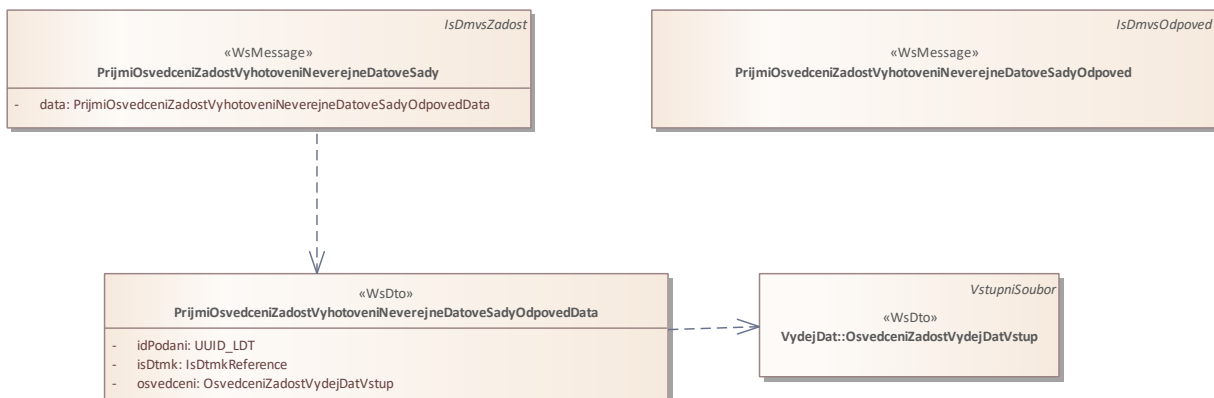 IsDmvsZadost
«WsMessage»
PrijmiOsvedceniZadostVyhotoveniNeverejneDatoveSady
- data: PrijmiOsvedceniZadostVyhotoveniNeverejneDatoveSadyOdpovedData
IsDmvsOdpoved
«WsMessage»
PrijmiOsvedceniZadostVyhotoveniNeverejneDatoveSadyOdpoved
«WsDto»
PrijmiOsvedceniZadostVyhotoveniNeverejneDatoveSadyOdpovedData
- idPodani: UUID_LDT
- isDtmk: IsDtmkReference
- osvedceni: OsvedceniZadostVydejDatVstup
VstupniSoubor
«WsDto»
VydejDat::OsvedceniZadostVydejDatVstup